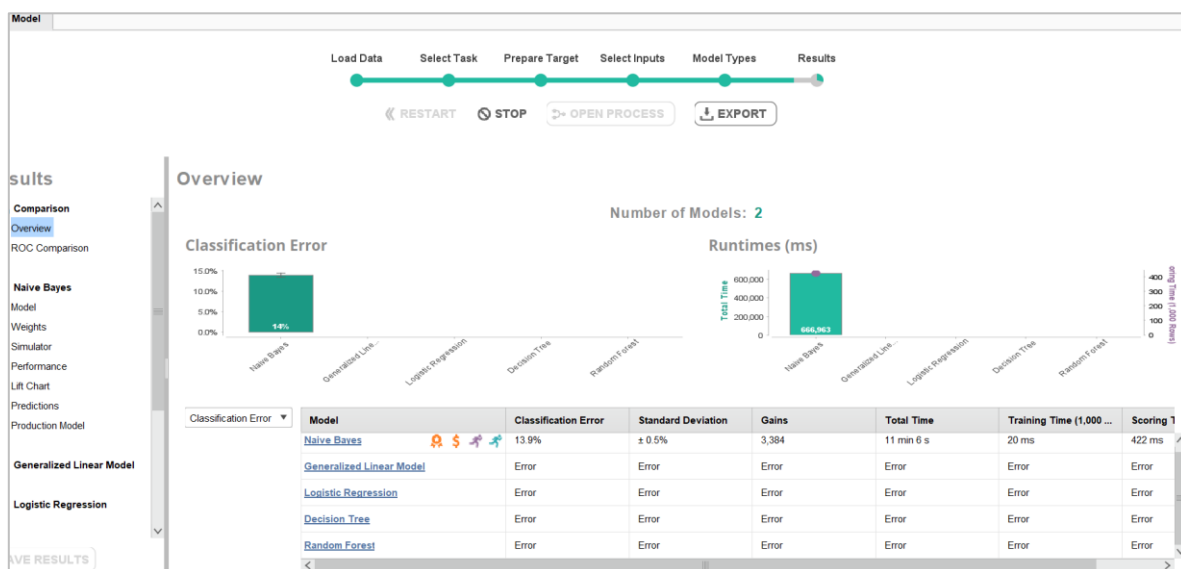 Model
Load Data Select Task Prepare Target Select Inputs Model Types Results
RESTART STOP OPEN PROCESS EXPORT
sults
Comparison
Overview
ROC Comparison
Naive Bayes
Model
Weights
Simulator
Performance
Lift Chart
Predictions
Production Model
Generalized Linear Model
Logistic Regression
AVE RESULTS
Overview
Number of Models: 2
Classification Error
15.0%
10.0%
5.0%
0.0%
14%
Naive Bayes
Generalized Line...
Logistic Regression
Decision Tree
Random Forest
Runtimes (ms)
Total Time
600,000
400,000
200,000
0
666,963
400
300
200
100
0
oring Time (1,000 Rows)
Naive Bayes
Generalized Line...
Logistic Regression
Decision Tree
Random Forest
Classification Error
Model Classification Error Standard Deviation Gains Total Time Training Time (1,000 ... Scoring T
Naive Bayes $ 13.9% ± 0.5% 3,384 11 min 6 s 20 ms 422 ms
Generalized Linear Model Error Error Error Error Error Error
Logistic Regression Error Error Error Error Error Error
Decision Tree Error Error Error Error Error Error
Random Forest Error Error Error Error Error Error